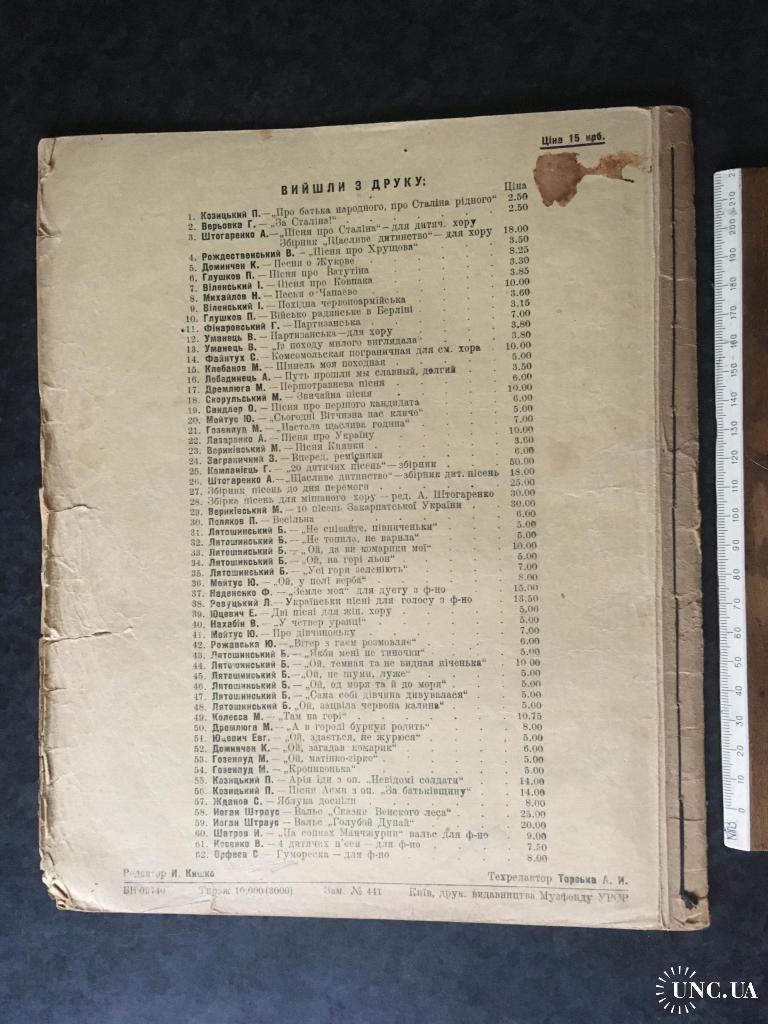 Ціна 15 крб.
ВИЙШЛИ З ДРУКУ:
Ціна
1. Козицький П.—„Про батька народного, про Сталіна рідного“ 2.50
2. Верьовка Г.—„За Сталіна!“ 2.50
3. Штогаренко А.—„Пісня про Сталіна“—для дитяч. хору
Збірник „Щасливе дитинство“—для хору 18.00
4. Рождественський В.—„Пісня про Хрущова“ 3.50
5. Доминчен К.—Песня о Жукове 8.25
6. Глушков П.—Пісня про Ватутіна 3.30
7. Віленський І.—Пісня про Ковпака 3.85
8. Михайлов Н.—Песня о Чапаеве 10.00
9. Віленський І.—Похідна червоноармійська 3.60
10. Глушков П.—Військо радянське в Берліні 3.15
11. Фінаровський Г.—Партизанська 7.00
12. Уманець В.—Партизанська—для хору 3.80
13. Уманець В.—„Із походу милого виглядала“ 3.80
14. Файнтух С.—Комсомольская пограничная для см. хора 10.00
15. Клебанов М.—Шинель моя походная 5.00
16. Лебединець А.—Путь прошли мы славный, долгий 3.50
17. Дремлюга М.—Першотравнева пісня 6.00
18. Скорульський М.—Звичайна пісня 10.00
19. Сандлер О.—Пісня про першого кандидата 6.00
20. Мейтус Ю.—„Сьогодні Вітчизна нас кличе“ 5.00
21. Гозенпуд М.—„Настала щаслива година“ 7.00
22. Лазаренко А.—Пісня про Україну 10.00
23. Вериківський М.—Пісня Княнки 3.60
24. Заграничний З.—Вперед, ремісники 6.00
25. Компанієць Г.—„20 дитячих пісень“—збірник 50.00
26. Штогаренко А.—„Щасливе дитинство“—збірник дит. пісень 18.00
27. Збірник пісень до дня перемоги 25.00
28. Збірка пісень для мішаного хору—ред. А. Штогаренко 30.00
29. Вериківський М.—10 пісень Закарпатської України 30.00
30. Поляков П.—Весільна 6.00
31. Лятошинський Б.—„Не співайте, півниченьки“ 5.00
32. Лятошинський Б.—„Не топила, не варила“ 5.00
33. Лятошинський Б.—„Ой, да ви комарики мої“ 10.00
34. Лятошинський Б.—„Ой, на горі льон“ 5.00
35. Лятошинський Б.—„Усі гори зеленіють“ 7.00
36. Мейтус Ю.—„Ой, у полі верба“ 8.00
37. Надененко Ф.—„Земле моя“ для дуету з ф-но 15.00
38. Ревуцький Л.—Українськи пісні для голосу з ф-но 13.50
39. Юцевич Е.—Дві пісні для жін. хору 5.00
40. Нахабін В.—„У четвер уранці“ 5.00
41. Мейтус Ю.—Про дівчиноньку 7.00
42. Рожавська Ю.—„Вітер з гаєм розмовляє“ 6.00
43. Лятошинський Б.—„Якби мені не тиночки“ 5.00
44. Лятошинський Б.—„Ой, темная та не видная ніченька“ 10 00
45. Лятошинський Б.—„Ой, не шуми, луже“ 5.00
46. Лятошинський Б.—„Ой, од моря та й до моря“ 5.00
47. Лятошинський Б.—„Сама собі дівчина дивувалася“ 5.00
48. Лятошинський Б. „Ой, зацвіла червона калина“ 5.00
49. Колесса М.—„Там на горі“ 10.75
50. Дремлюга М.—„А в городі буркун родить“ 8.00
51. Юцевич Евг.—„Ой, здається, не журюся“ 5.00
52. Доминчен К.—„Ой, загадав кокарик“ 6.00
53. Гозенпуд М.—„Ой, матінко-зірко“ 5.00
54. Гозенпуд М.—„Кропивонька“ 5.00
55. Козицький П.—Арія Іди з оп. „Невідомі солдати“ 14.00
56. Козицький П.—Пісня Асми з оп. „За батьківщину“ 14.00
57. Жданов С.—Яблука доспіли 8.00
58. Иоган Штраус—Вальс „Сказки Венского леса“ 25.00
59. Иоган Штраус—Вальс „Голубой Дунай“ 20.00
60. Шатров И.—„На сопках Манчжурии“ вальс для ф-но 9.00
61. Косенко В.—4 дитячих п'єси—для ф-но 7.50
62. Орфеев С—Гумореска—для ф-но 8.00
Редактор И. Кишко Техредактор Торська А. И.
БН 09740 Тираж 10,000(3000) Зам. № 441 Київ, друк. видавництва Музфонду УРСР
UNC.UA